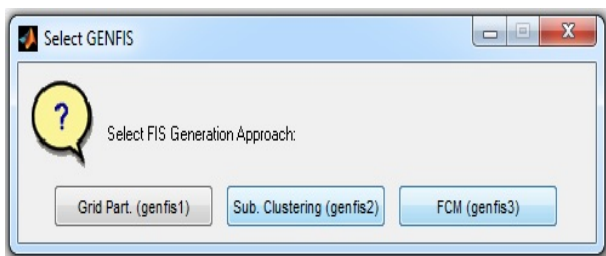 Select GENFIS
?
Select FIS Generation Approach:
Grid Part. (genfis1) Sub. Clustering (genfis2) FCM (genfis3)